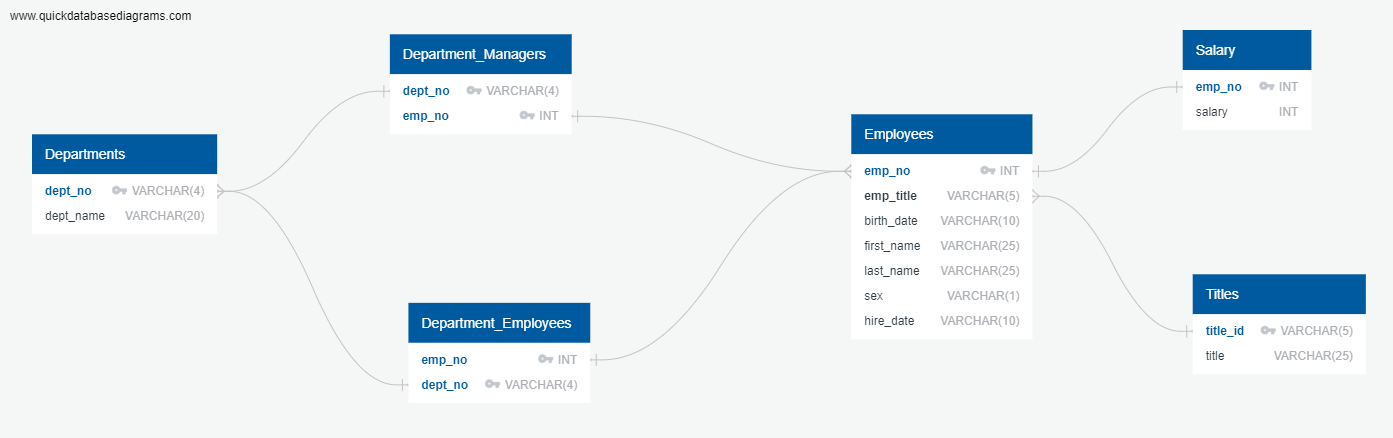 www.quickdatabasediagrams.com
Departments
dept_no VARCHAR(4)
dept_name VARCHAR(20)
Department_Managers
dept_no VARCHAR(4)
emp_no INT
Department_Employees
emp_no INT
dept_no VARCHAR(4)
Employees
emp_no INT
emp_title VARCHAR(5)
birth_date VARCHAR(10)
first_name VARCHAR(25)
last_name VARCHAR(25)
sex VARCHAR(1)
hire_date VARCHAR(10)
Salary
emp_no INT
salary INT
Titles
title_id VARCHAR(5)
title VARCHAR(25)